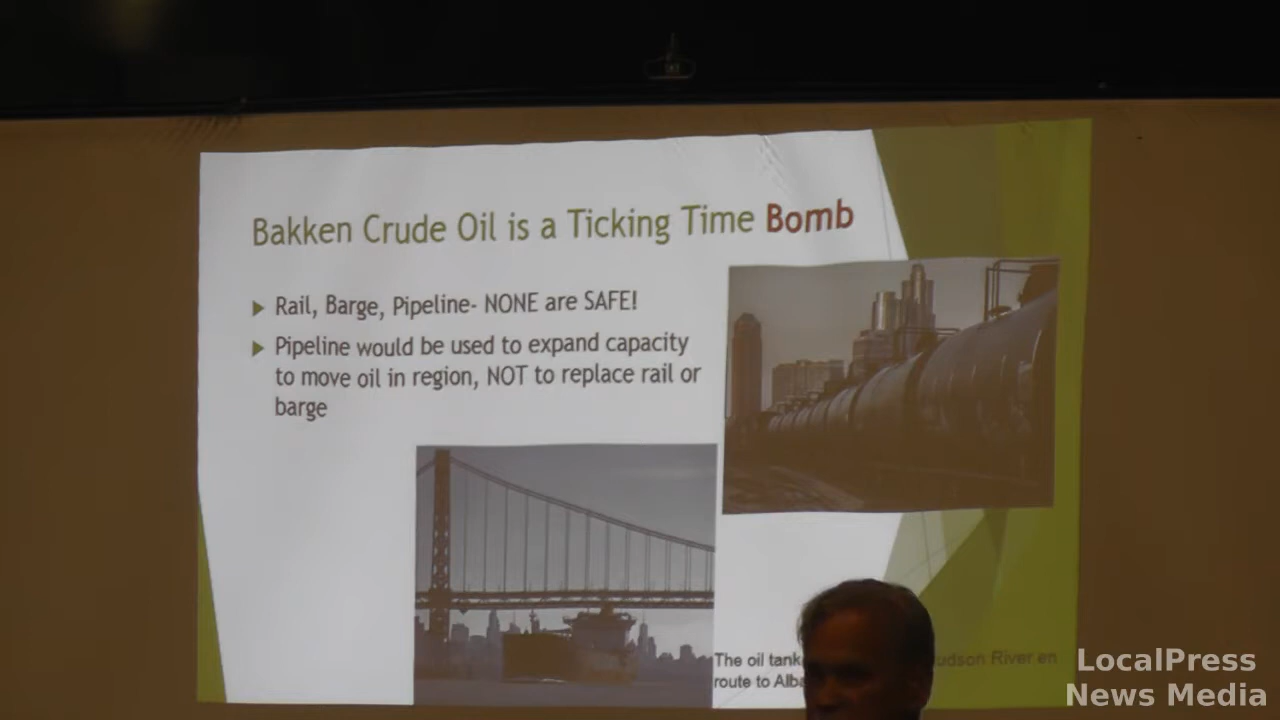 Bakken Crude Oil is a Ticking Time Bomb
Rail, Barge, Pipeline- NONE are SAFE!
Pipeline would be used to expand capacity
to move oil in region, NOT to replace rail or
barge
The oil udson River en
route to
LocalPress
News Media